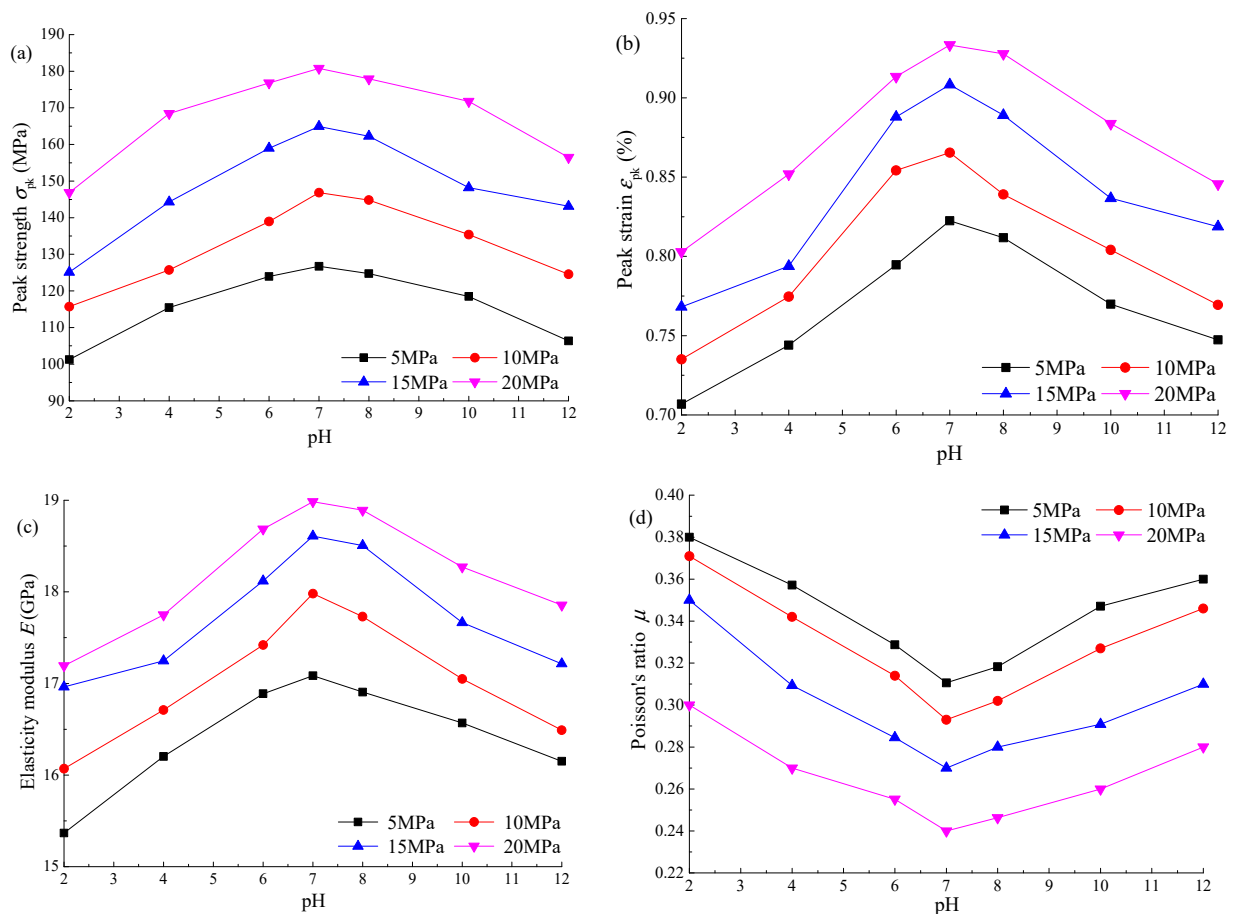 (a)
Peak strength σpk (MPa)
190
180
170
160
150
140
130
120
110
100
90
5MPa 10MPa
15MPa 20MPa
2 3 4 5 6 7 8 9 10 11 12
pH
(b)
Peak strain εpk (%)
0.95
0.90
0.85
0.80
0.75
0.70
5MPa 10MPa
15MPa 20MPa
2 3 4 5 6 7 8 9 10 11 12
pH
(c)
Elasticity modulus E (GPa)
19
18
17
16
15
5MPa 10MPa
15MPa 20MPa
2 3 4 5 6 7 8 9 10 11 12
pH
(d)
Poisson's ratio μ
0.40
0.38
0.36
0.34
0.32
0.30
0.28
0.26
0.24
0.22
5MPa 10MPa
15MPa 20MPa
2 3 4 5 6 7 8 9 10 11 12
pH